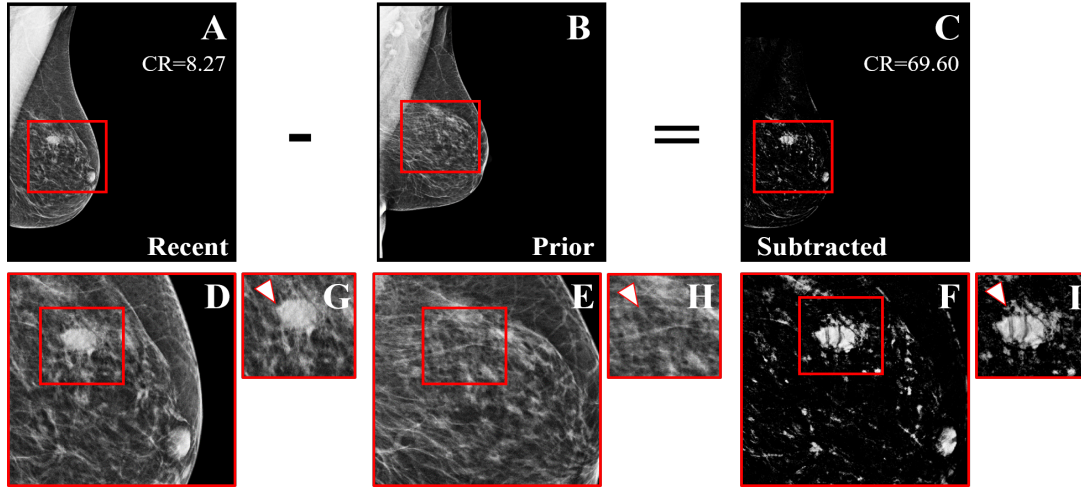 A
CR=8.27
Recent
-
B
Prior
=
C
CR=69.60
Subtracted
D
G
E
H
F
I